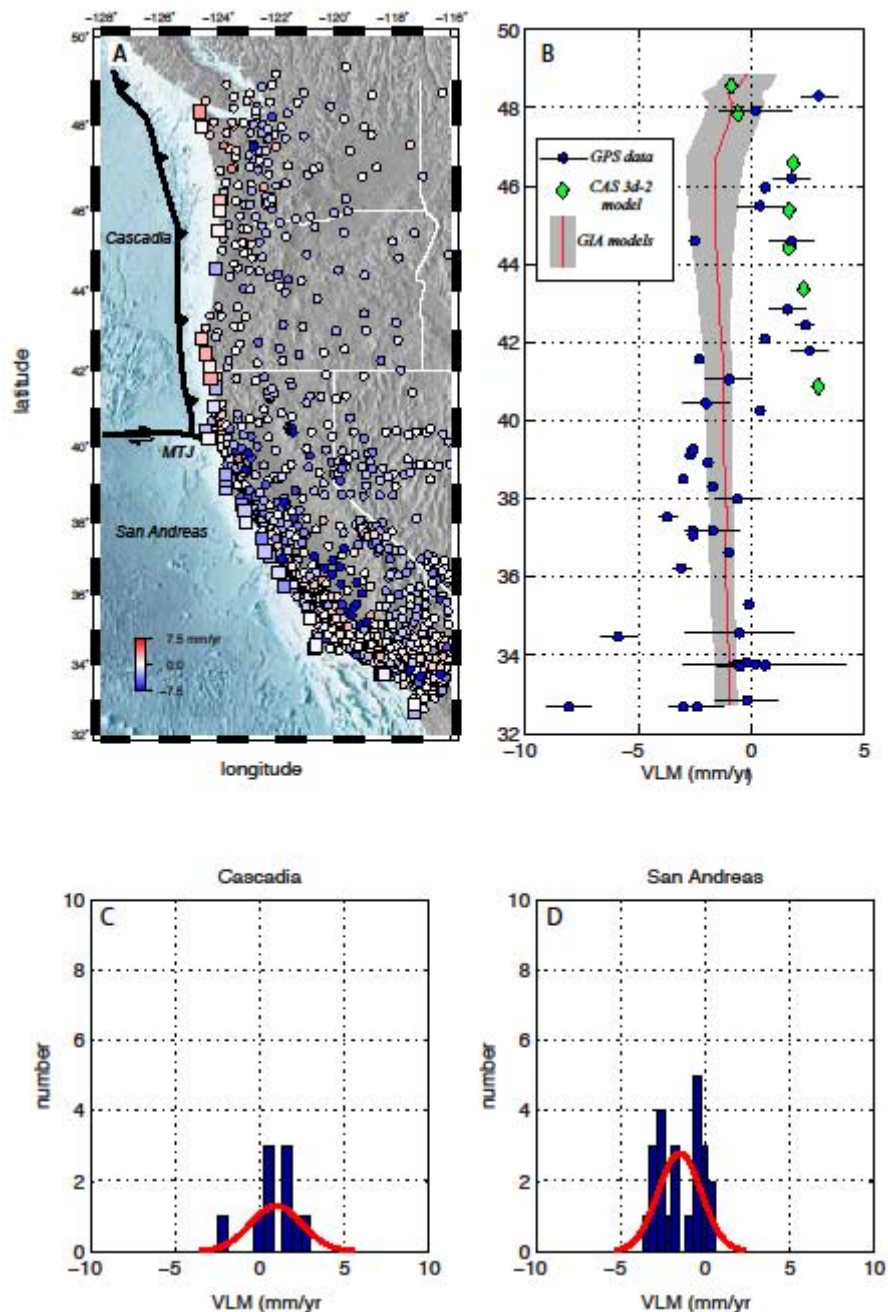 −128˚ −126˚ −124˚ −122˚ −120˚ −118˚ −116˚
50˚
48˚
46˚
44˚
42˚
40˚
38˚
36˚
34˚
32˚
A
Cascadia
MTJ
San Andreas
7.5 mm/yr
0.0
−7.5
latitude
longitude
B
48
46
44
42
40
38
36
34
32
GPS data
CAS 3d-2
model
GIA models
−10 −5 0 5
VLM (mm/yr)
Cascadia
C
10
8
6
4
2
0
number
−10 −5 0 5 10
VLM (mm/yr
San Andreas
D
10
8
6
4
2
0
number
−10 −5 0 5 10
VLM (mm/yr